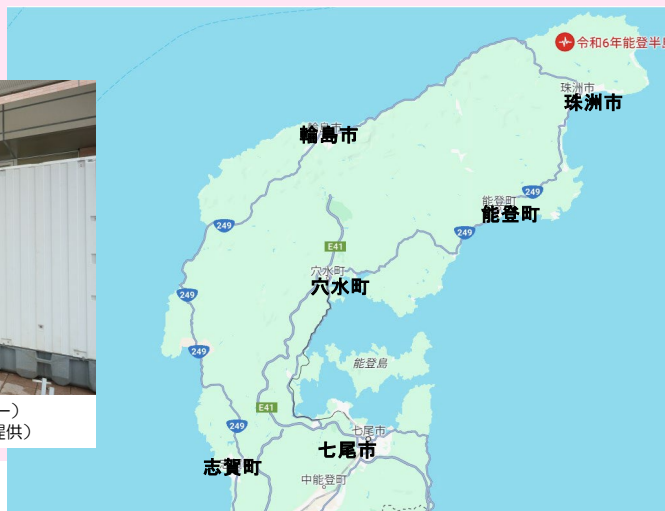 令和6年能登半島
珠洲市
珠洲市
輪島市
能登町
能登町
249
249
249
E41
穴水町
穴水町
249
249
能登島
E41
249
七尾市
七尾市
志賀町
中能登町
ー)
提供)